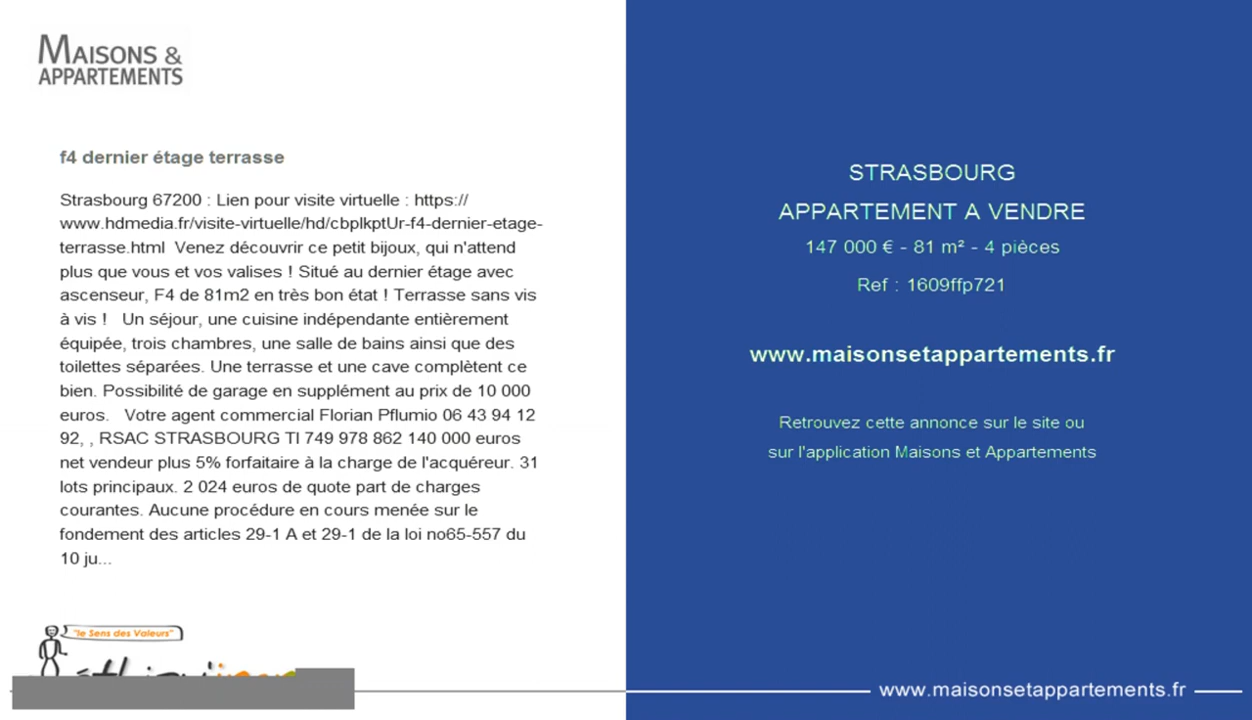 MAISONS &
APPARTEMENTS
f4 dernier étage terrasse
Strasbourg 67200 : Lien pour visite virtuelle : https://
www.hdmedia.fr/visite-virtuelle/hd/cbplkptUr-f4-dernier-etage-
terrasse.html  Venez découvrir ce petit bijoux, qui n'attend
plus que vous et vos valises ! Situé au dernier étage avec
ascenseur, F4 de 81m2 en très bon état ! Terrasse sans vis
à vis !   Un séjour, une cuisine indépendante entièrement
équipée, trois chambres, une salle de bains ainsi que des
toilettes séparées. Une terrasse et une cave complètent ce
bien. Possibilité de garage en supplément au prix de 10 000
euros.   Votre agent commercial Florian Pflumio 06 43 94 12
92, , RSAC STRASBOURG TI 749 978 862 140 000 euros
net vendeur plus 5% forfaitaire à la charge de l'acquéreur. 31
lots principaux. 2 024 euros de quote part de charges
courantes. Aucune procédure en cours menée sur le
fondement des articles 29-1 A et 29-1 de la loi no65-557 du
10 ju...
"le Sens des Valeurs"
STRASBOURG
APPARTEMENT A VENDRE
147 000 € - 81 m² - 4 pièces
Ref : 1609ffp721
www.maisonsetappartements.fr
Retrouvez cette annonce sur le site ou
sur l'application Maisons et Appartements
www.maisonsetappartements.fr